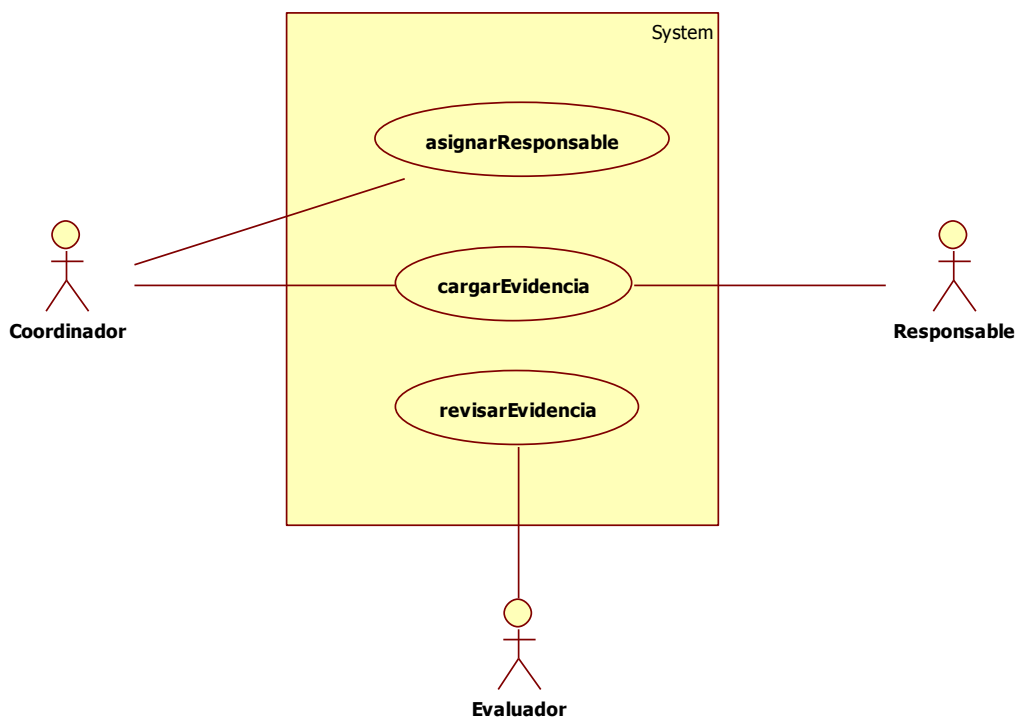 System
asignarResponsable
cargarEvidencia
Coordinador
Responsable
revisarEvidencia
Evaluador